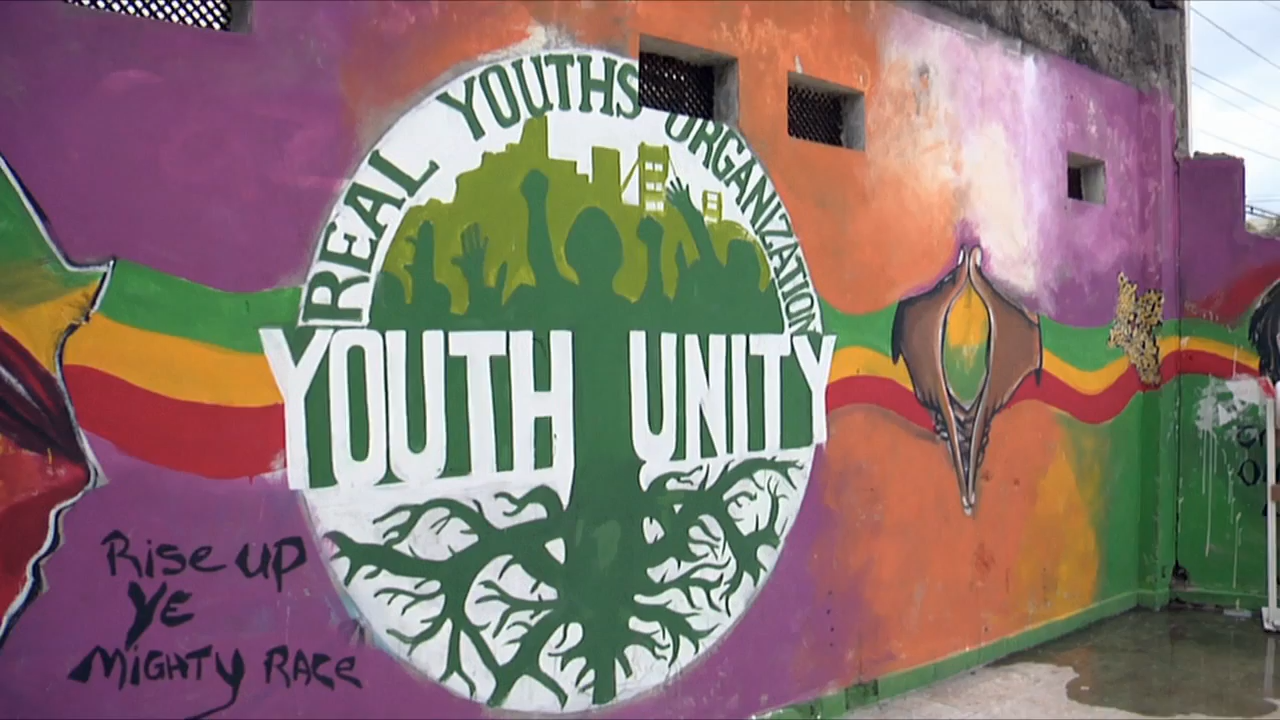 REAL YOUTHS ORGANIZATION
YOUTH UNITY
Rise up
Ye
Mighty Race